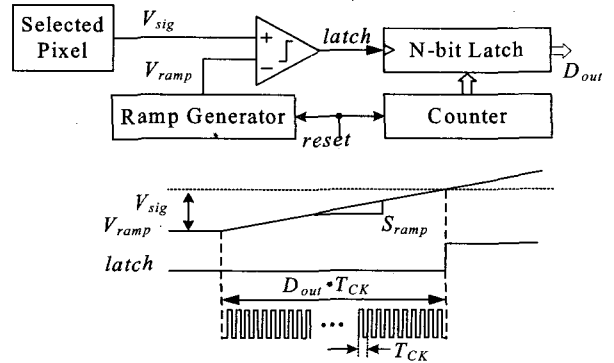 Selected
Pixel
V_sig
V_ramp
+
−
latch
N-bit Latch
D_out
Ramp Generator
reset
Counter
V_sig
V_ramp
S_ramp
latch
D_out • T_CK
•••
T_CK